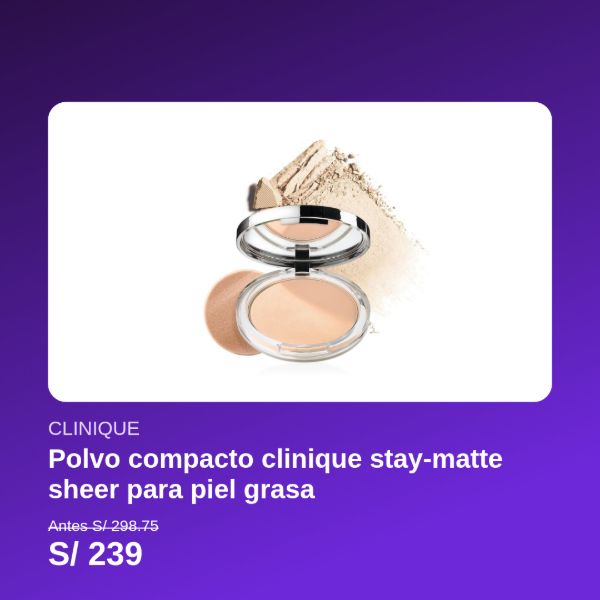 CLINIQUE
Polvo compacto clinique stay-matte
sheer para piel grasa
Antes S/ 298.75
S/ 239